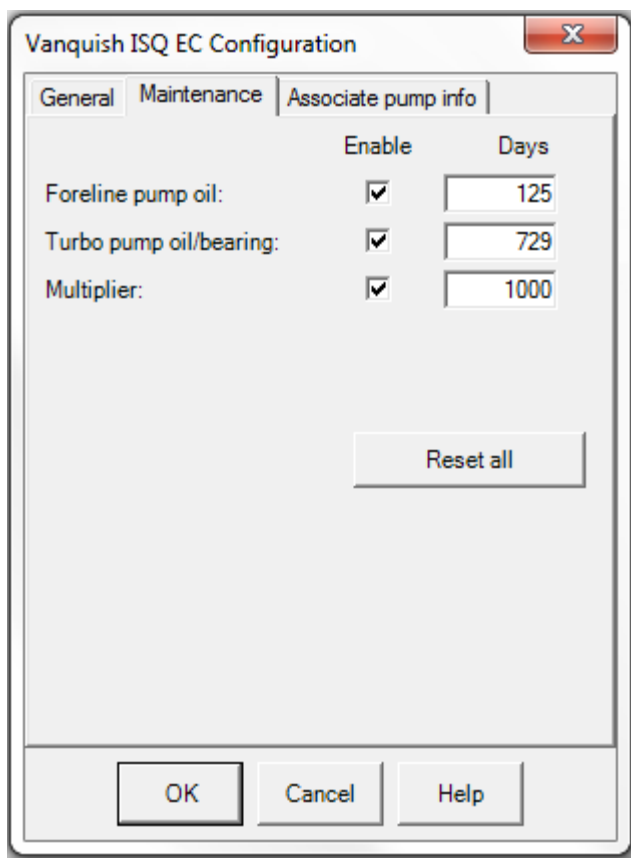 Vanquish ISQ EC Configuration
General Maintenance Associate pump info
Enable Days
Foreline pump oil: 125
Turbo pump oil/bearing: 729
Multiplier: 1000
Reset all
OK Cancel Help